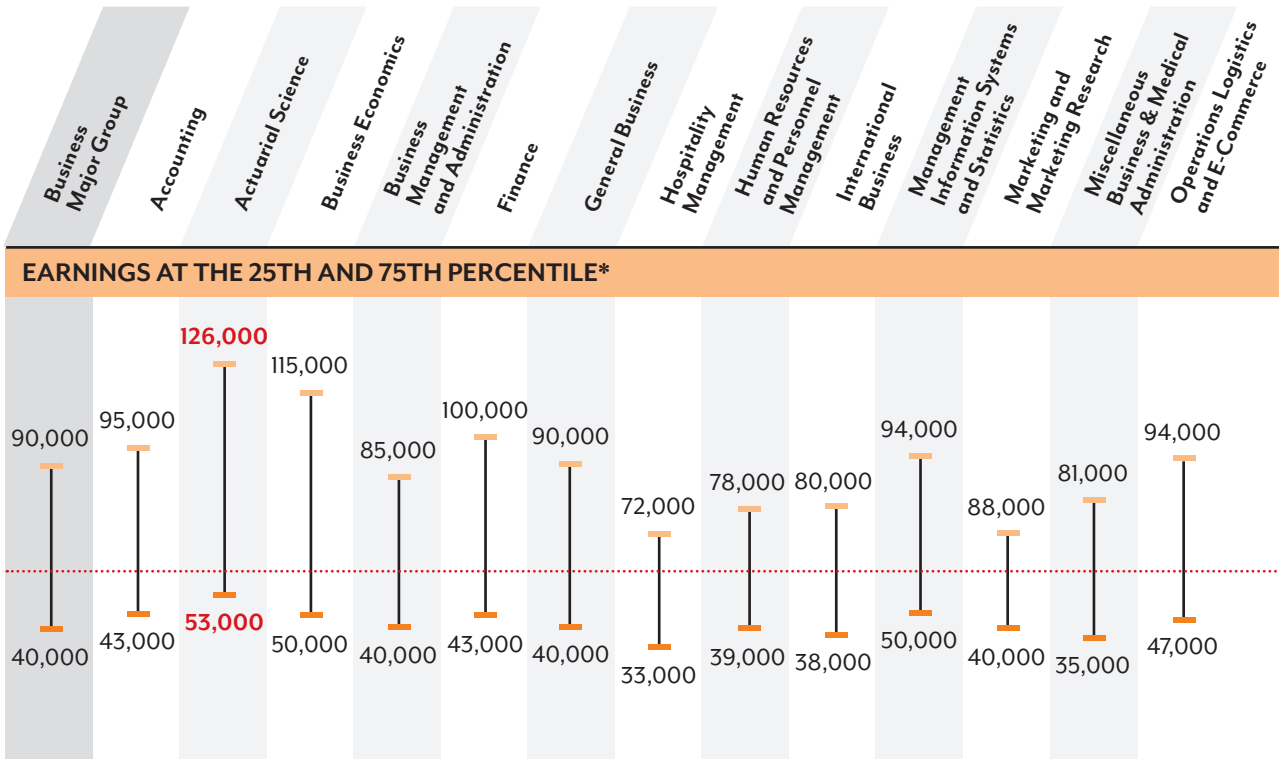 Business
Major Group
Accounting
Actuarial Science
Business Economics
Business
Management
and Administration
Finance
General Business
Hospitality
Management
Human Resources
and Personnel
Management
International
Business
Management
Information Systems
and Statistics
Marketing and
Marketing Research
Miscellaneous
Business & Medical
Administration
Operations Logistics
and E-Commerce
EARNINGS AT THE 25TH AND 75TH PERCENTILE*
90,000
95,000
126,000
115,000
85,000
100,000
90,000
72,000
78,000
80,000
94,000
88,000
81,000
94,000
40,000
43,000
53,000
50,000
40,000
43,000
40,000
33,000
39,000
38,000
50,000
40,000
35,000
47,000